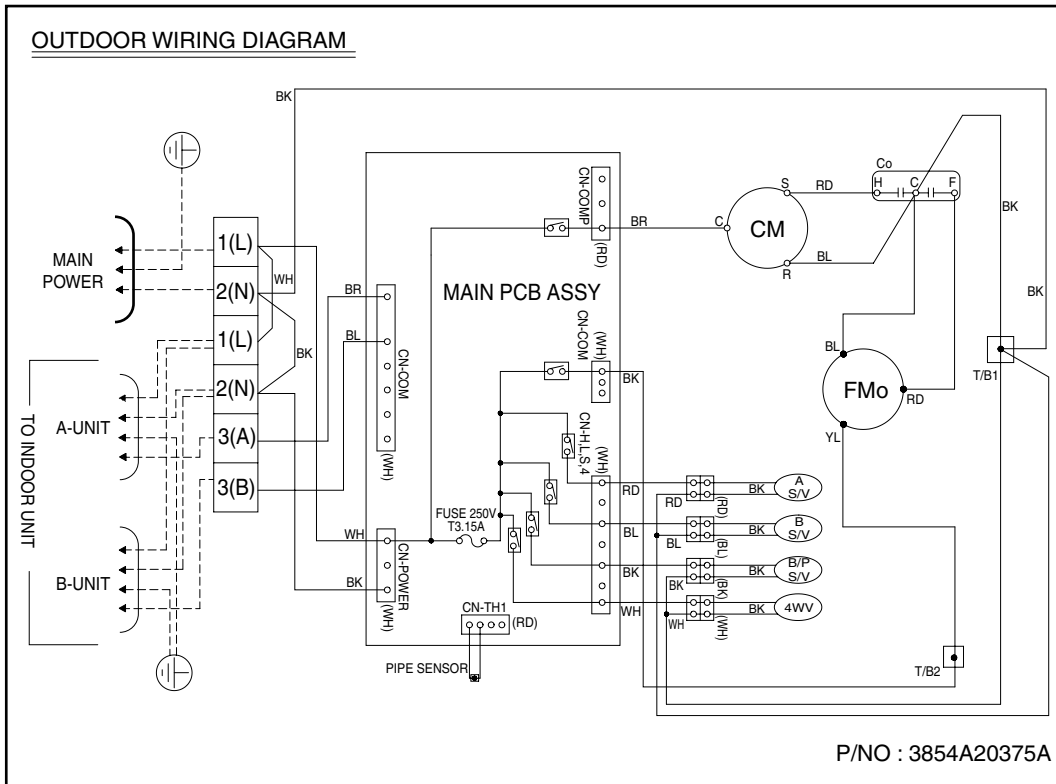 OUTDOOR WIRING DIAGRAM
BK
MAIN
POWER
1(L)
2(N)
1(L)
2(N)
3(A)
3(B)
WH
BK
TO INDOOR UNIT
A-UNIT
B-UNIT
BR
BL
CN-COM
(WH)
WH
BK
CN-POWER
(WH)
MAIN PCB ASSY
CN-COMP
(RD)
CN-COM
(WH)
CN-H,L,S,4
(WH)
FUSE 250V
T3.15A
CN-TH1
(RD)
PIPE SENSOR
BR
BK
C
S
R
CM
RD
BL
Co
H
C
F
BK
BK
BL
FMo
RD
YL
T/B1
T/B2
RD
RD
(RD)
BK
A
S/V
BL
BL
(BL)
BK
B
S/V
BK
BK
(BK)
BK
B/P
S/V
WH
WH
(WH)
BK
4WV
P/NO : 3854A20375A